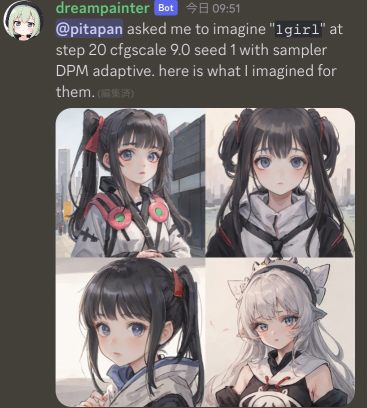 dreampainter Bot 今日 09:51
@pitapan asked me to imagine "1girl" at
step 20 cfgscale 9.0 seed 1 with sampler
DPM adaptive. here is what I imagined for
them. (編集済)